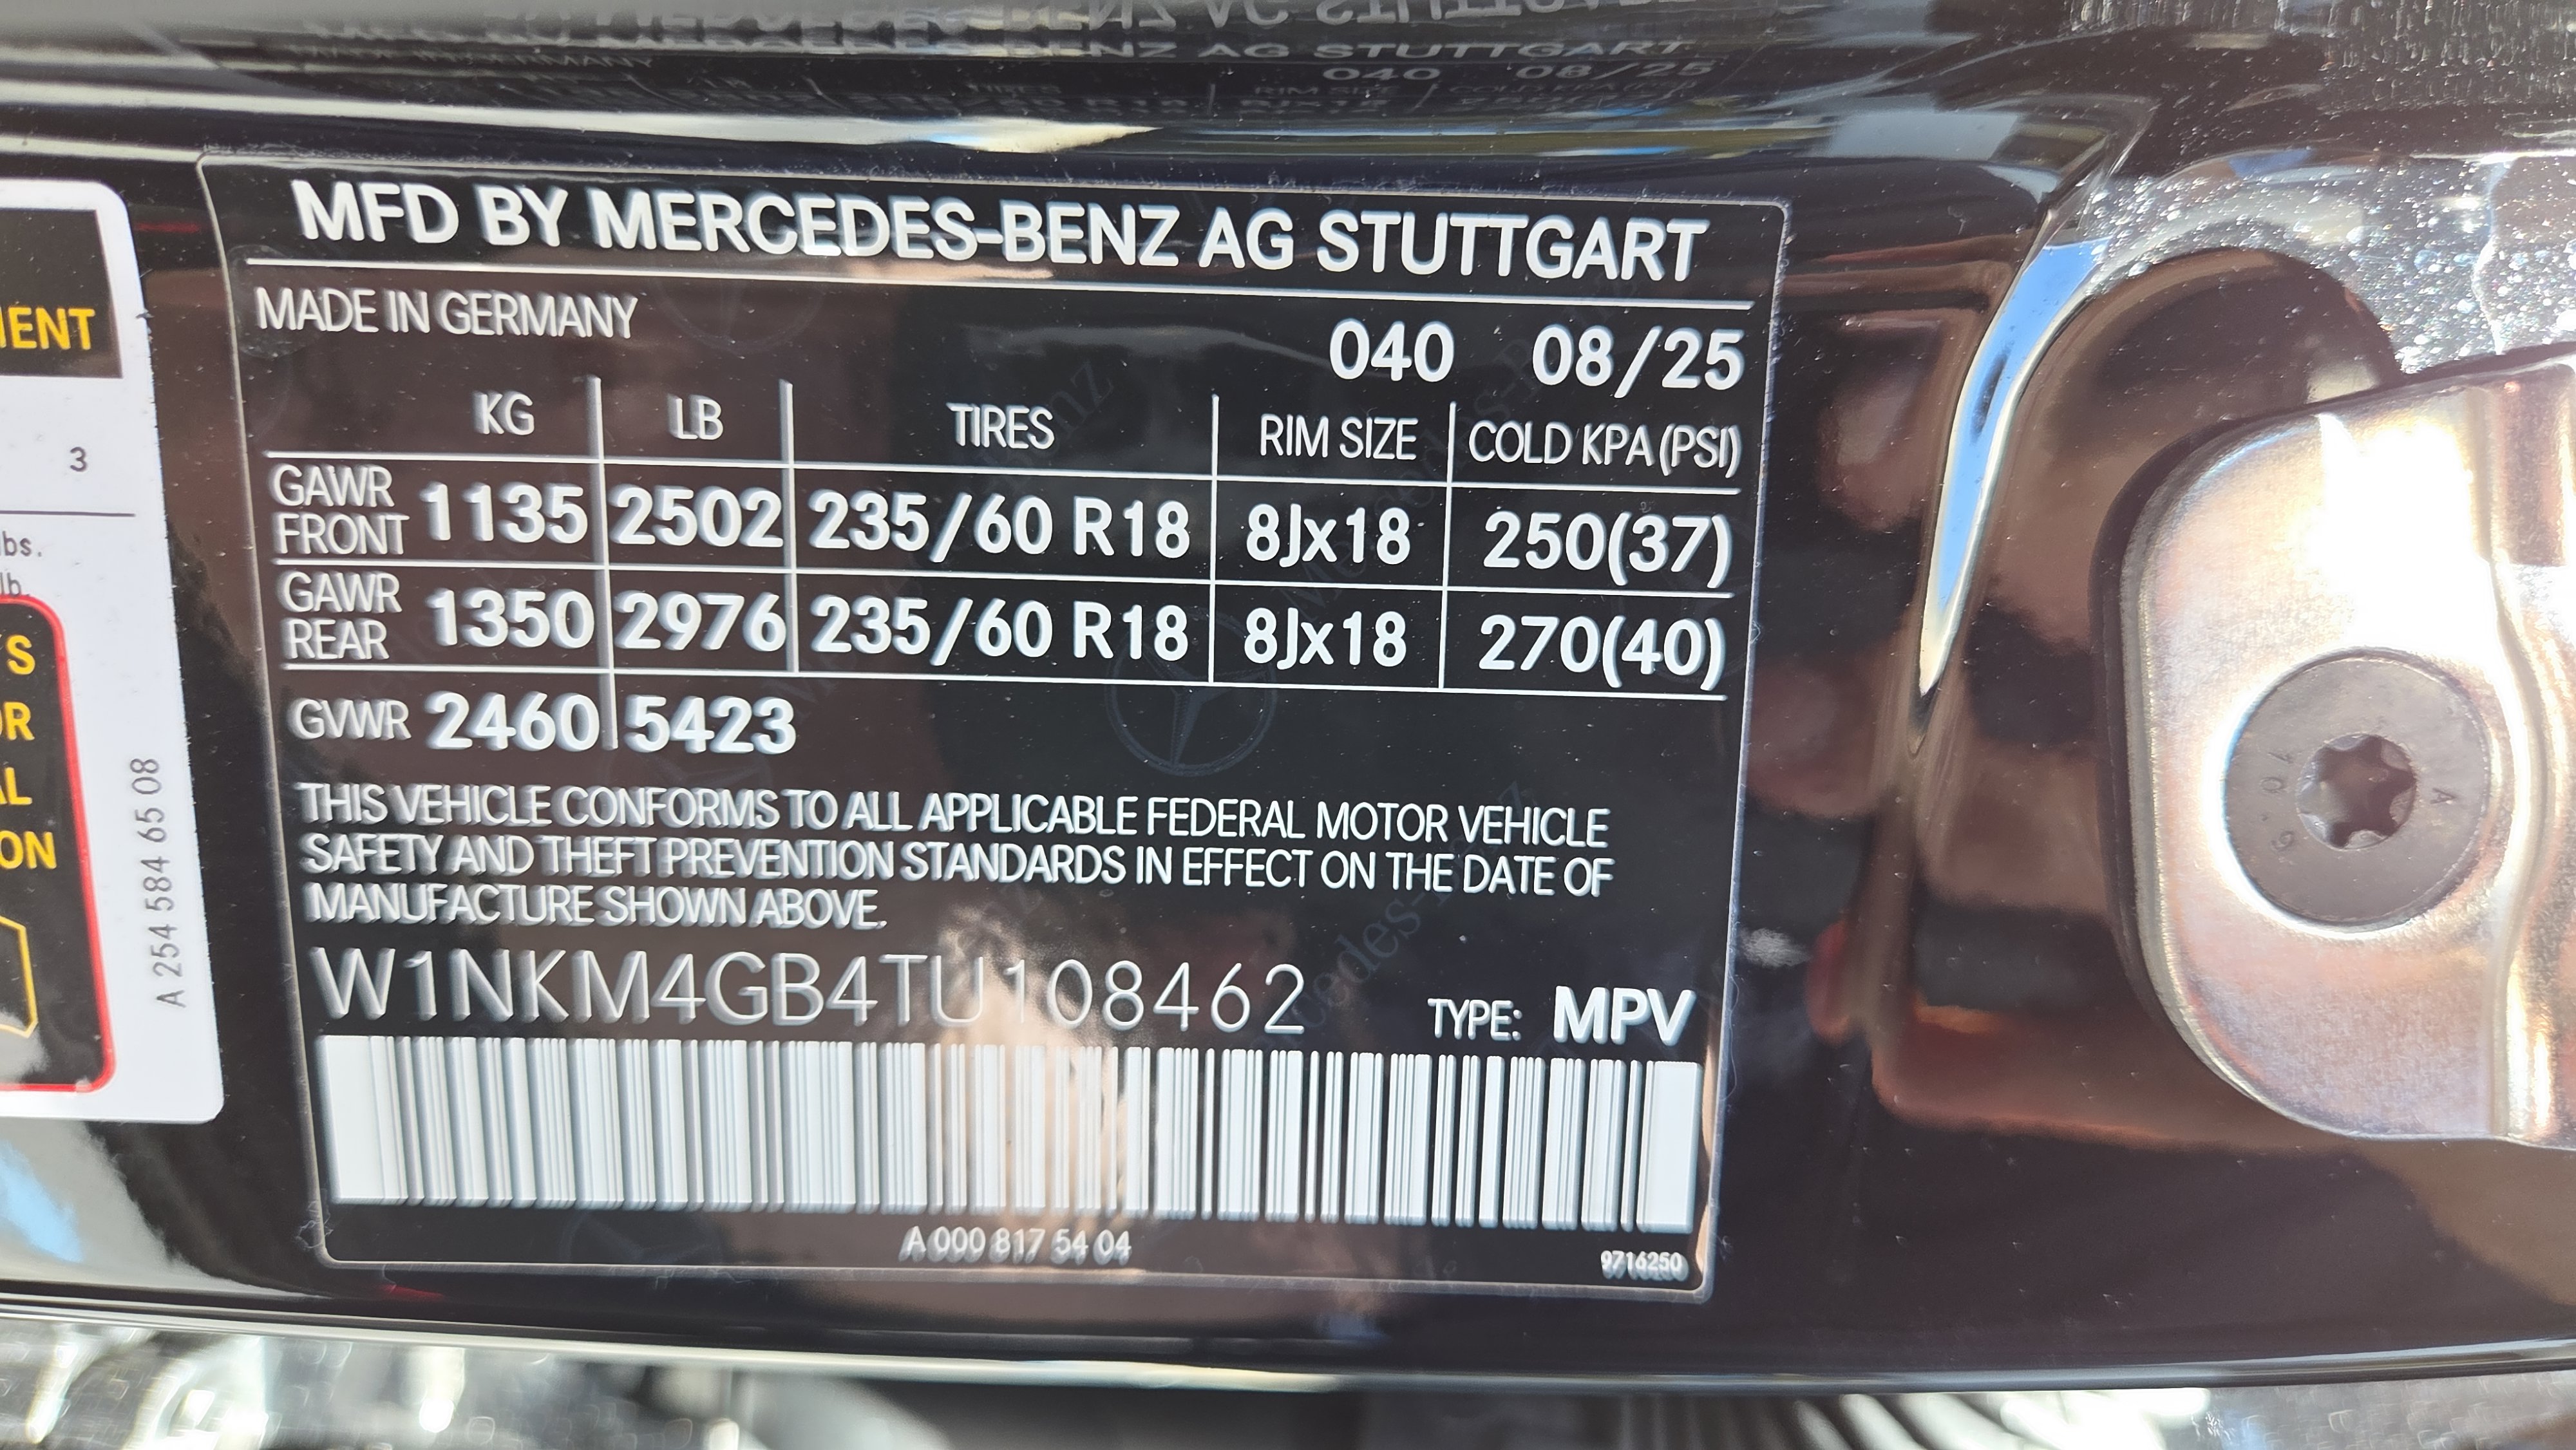 MFD BY MERCEDES-BENZ AG STUTTGART
MADE IN GERMANY
040 08/25
KG LB TIRES RIM SIZE COLD KPA (PSI)
GAWR FRONT 1135 2502 235/60 R18 8Jx18 250(37)
GAWR REAR 1350 2976 235/60 R18 8Jx18 270(40)
GVWR 2460 5423
THIS VEHICLE CONFORMS TO ALL APPLICABLE FEDERAL MOTOR VEHICLE
SAFETY AND THEFT PREVENTION STANDARDS IN EFFECT ON THE DATE OF
MANUFACTURE SHOWN ABOVE.
W1NKM4GB4TU108462 TYPE: MPV
A 000 817 54 04
9716250
3
lb.
A 254 584 65 08
10.9